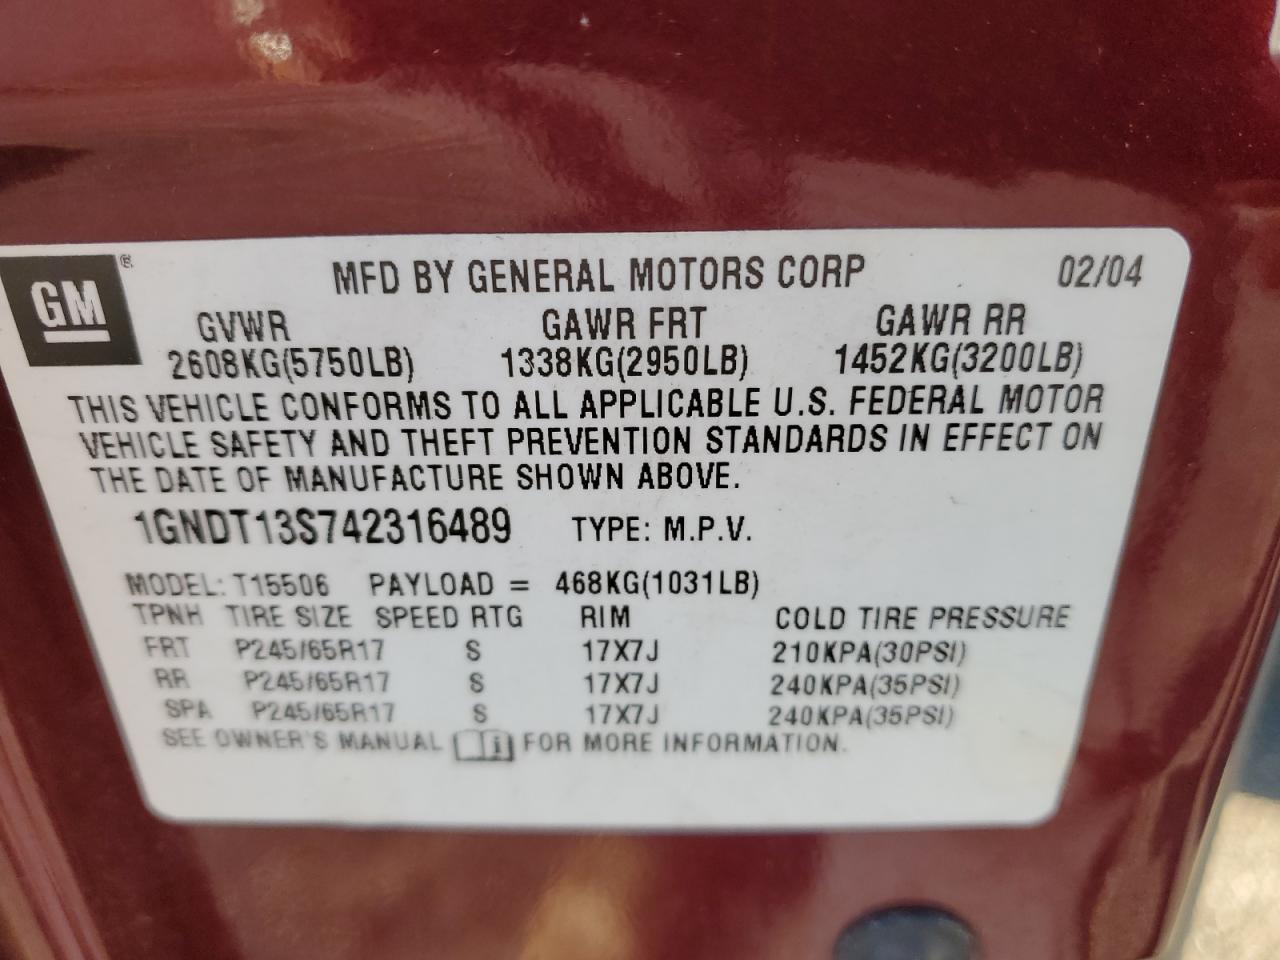 GM ® MFD BY GENERAL MOTORS CORP 02/04
GVWR GAWR FRT GAWR RR
2608KG(5750LB) 1338KG(2950LB) 1452KG(3200LB)
THIS VEHICLE CONFORMS TO ALL APPLICABLE U.S. FEDERAL MOTOR
VEHICLE SAFETY AND THEFT PREVENTION STANDARDS IN EFFECT ON
THE DATE OF MANUFACTURE SHOWN ABOVE.
1GNDT13S742316489 TYPE: M.P.V.
MODEL: T15506 PAYLOAD = 468KG(1031LB)
TPNH TIRE SIZE SPEED RTG RIM COLD TIRE PRESSURE
FRT P245/65R17 S 17X7J 210KPA(30PSI)
RR P245/65R17 S 17X7J 240KPA(35PSI)
SPA P245/65R17 S 17X7J 240KPA(35PSI)
SEE OWNER'S MANUAL i FOR MORE INFORMATION.